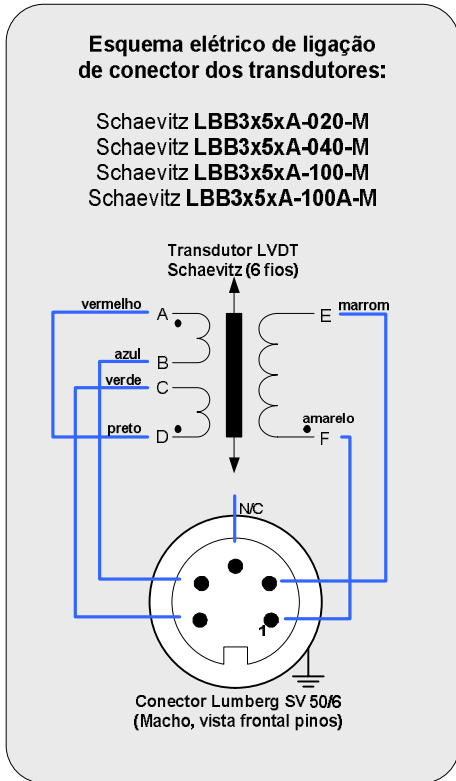 Esquema elétrico de ligação
de conector dos transdutores:
Schaevitz LBB3x5xA-020-M
Schaevitz LBB3x5xA-040-M
Schaevitz LBB3x5xA-100-M
Schaevitz LBB3x5xA-100A-M
Transdutor LVDT
Schaevitz (6 fios)
vermelho A E marrom
azul B
verde C
amarelo
preto D F
N/C
1
Conector Lumberg SV 50/6
(Macho, vista frontal pinos)